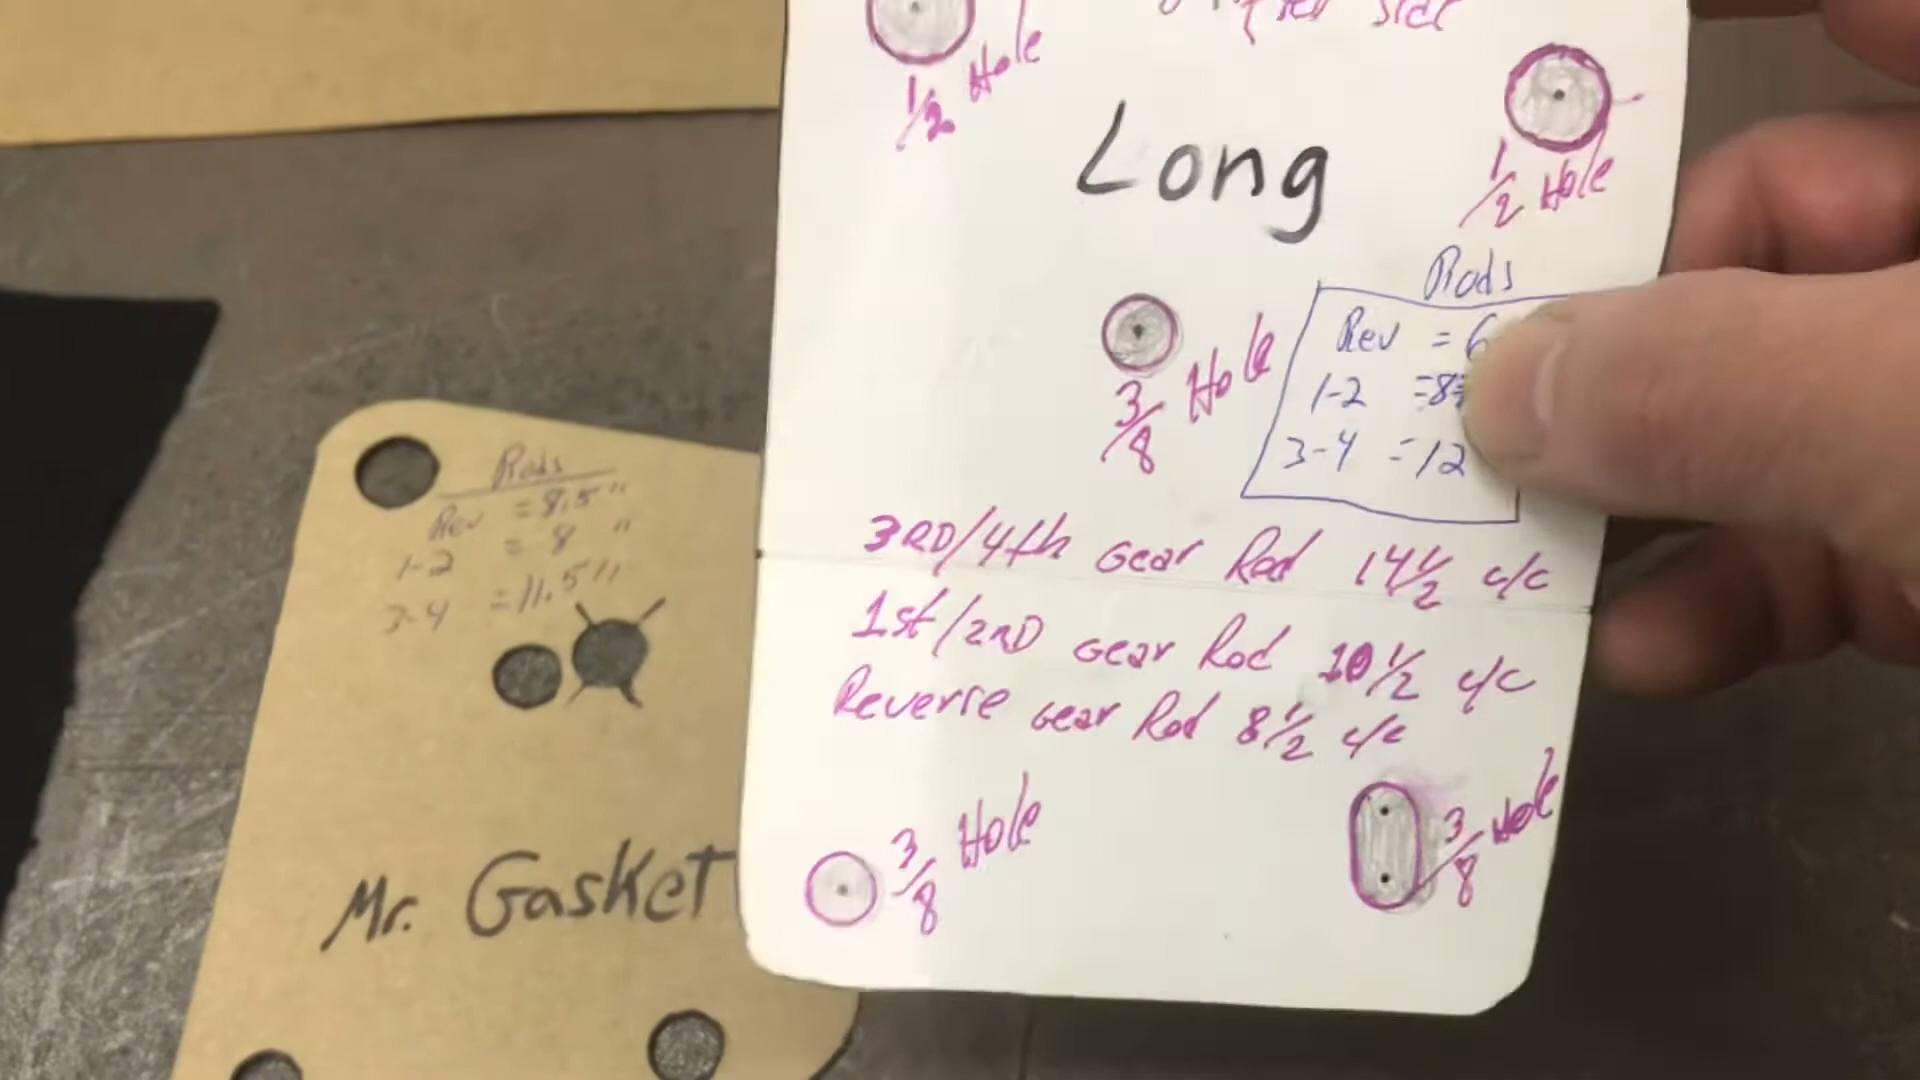 side
1/2 Hole
Long
1/2 Hole
Rods
Rev = 6
1-2 =8
3-4 =12
3/8 Hole
3RD/4th Gear Rod 14 1/2 c/c
1st/2nD Gear Rod 10 1/2 c/c
Reverse Gear Rod 8 1/2 c/c
3/8 Hole
3/8 Hole
Rods
Rev = 8.5"
1-2 = 8 "
3-4 = 11.5"
Mr. Gasket